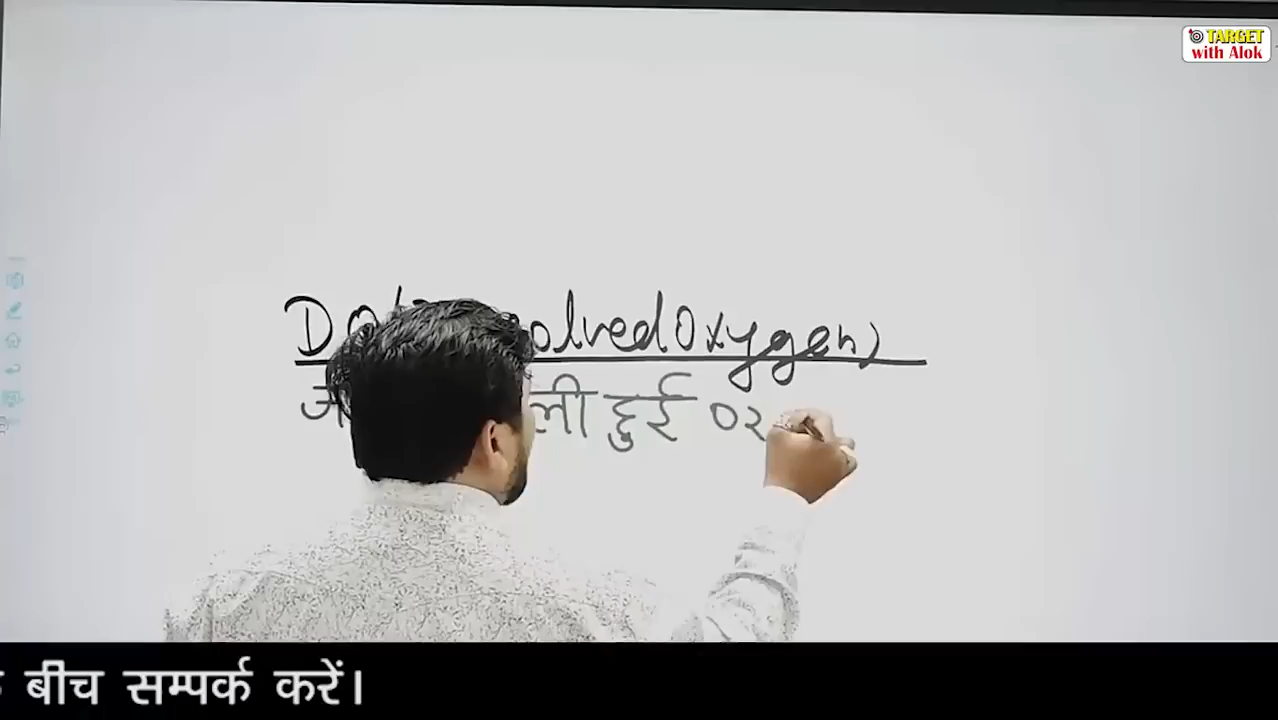 TARGET
with Alok
D olved Oxygen)
ली हुई O2
बीच सम्पर्क करें।